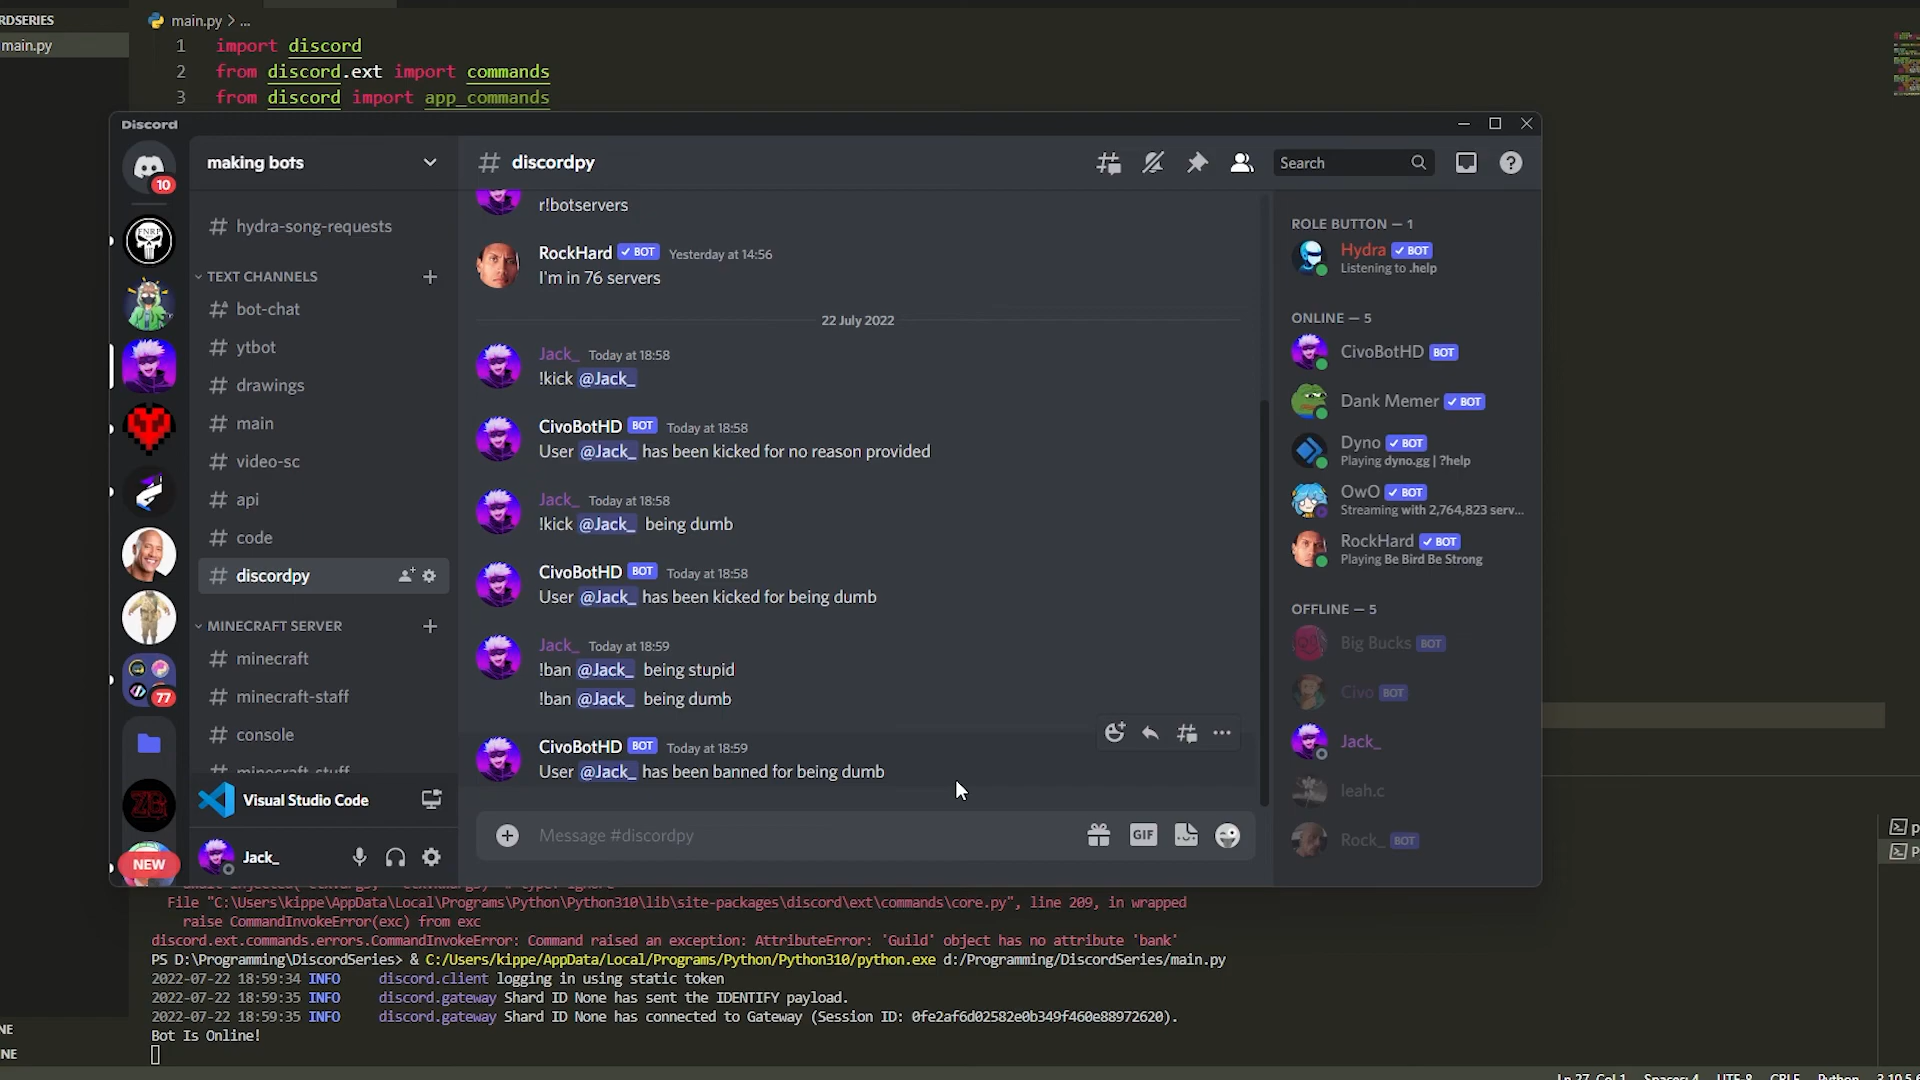 RDSERIES
main.py
main.py > ...
1 import discord
2 from discord.ext import commands
3 from discord import app_commands
Discord
10
NEW
77
making bots
# hydra-song-requests
TEXT CHANNELS
bot-chat
# ytbot
# drawings
# main
# video-sc
# api
# code
# discordpy
MINECRAFT SERVER
# minecraft
# minecraft-staff
# console
minecraft-stuff
Visual Studio Code
Jack_
# discordpy
Search
r!botservers
RockHard BOT Yesterday at 14:56
I'm in 76 servers
22 July 2022
Jack_ Today at 18:58
!kick @Jack_
CivoBotHD BOT Today at 18:58
User @Jack_ has been kicked for no reason provided
Jack_ Today at 18:58
!kick @Jack_ being dumb
CivoBotHD BOT Today at 18:58
User @Jack_ has been kicked for being dumb
Jack_ Today at 18:59
!ban @Jack_ being stupid
!ban @Jack_ being dumb
CivoBotHD BOT Today at 18:59
User @Jack_ has been banned for being dumb
Message #discordpy
GIF
ROLE BUTTON — 1
Hydra BOT
Listening to .help
ONLINE — 5
CivoBotHD BOT
Dank Memer BOT
Dyno BOT
Playing dyno.gg | ?help
OwO BOT
Streaming with 2,764,823 serv...
RockHard BOT
Playing Be Bird Be Strong
OFFLINE — 5
Big Bucks BOT
Civo BOT
Jack_
leah.c
Rock_ BOT
File "C:\Users\kippe\AppData\Local\Programs\Python\Python310\lib\site-packages\discord\ext\commands\core.py", line 209, in wrapped
raise CommandInvokeError(exc) from exc
discord.ext.commands.errors.CommandInvokeError: Command raised an exception: AttributeError: 'Guild' object has no attribute 'bank'
PS D:\Programming\DiscordSeries> & C:/Users/kippe/AppData/Local/Programs/Python/Python310/python.exe d:/Programming/DiscordSeries/main.py
2022-07-22 18:59:34 INFO discord.client logging in using static token
2022-07-22 18:59:35 INFO discord.gateway Shard ID None has sent the IDENTIFY payload.
2022-07-22 18:59:35 INFO discord.gateway Shard ID None has connected to Gateway (Session ID: 0fe2af6d02582e0b349f460e88972620).
Bot Is Online!
NE
NE
Ln 27, Col 1 Spaces: 4 UTF-8 CRLF Python